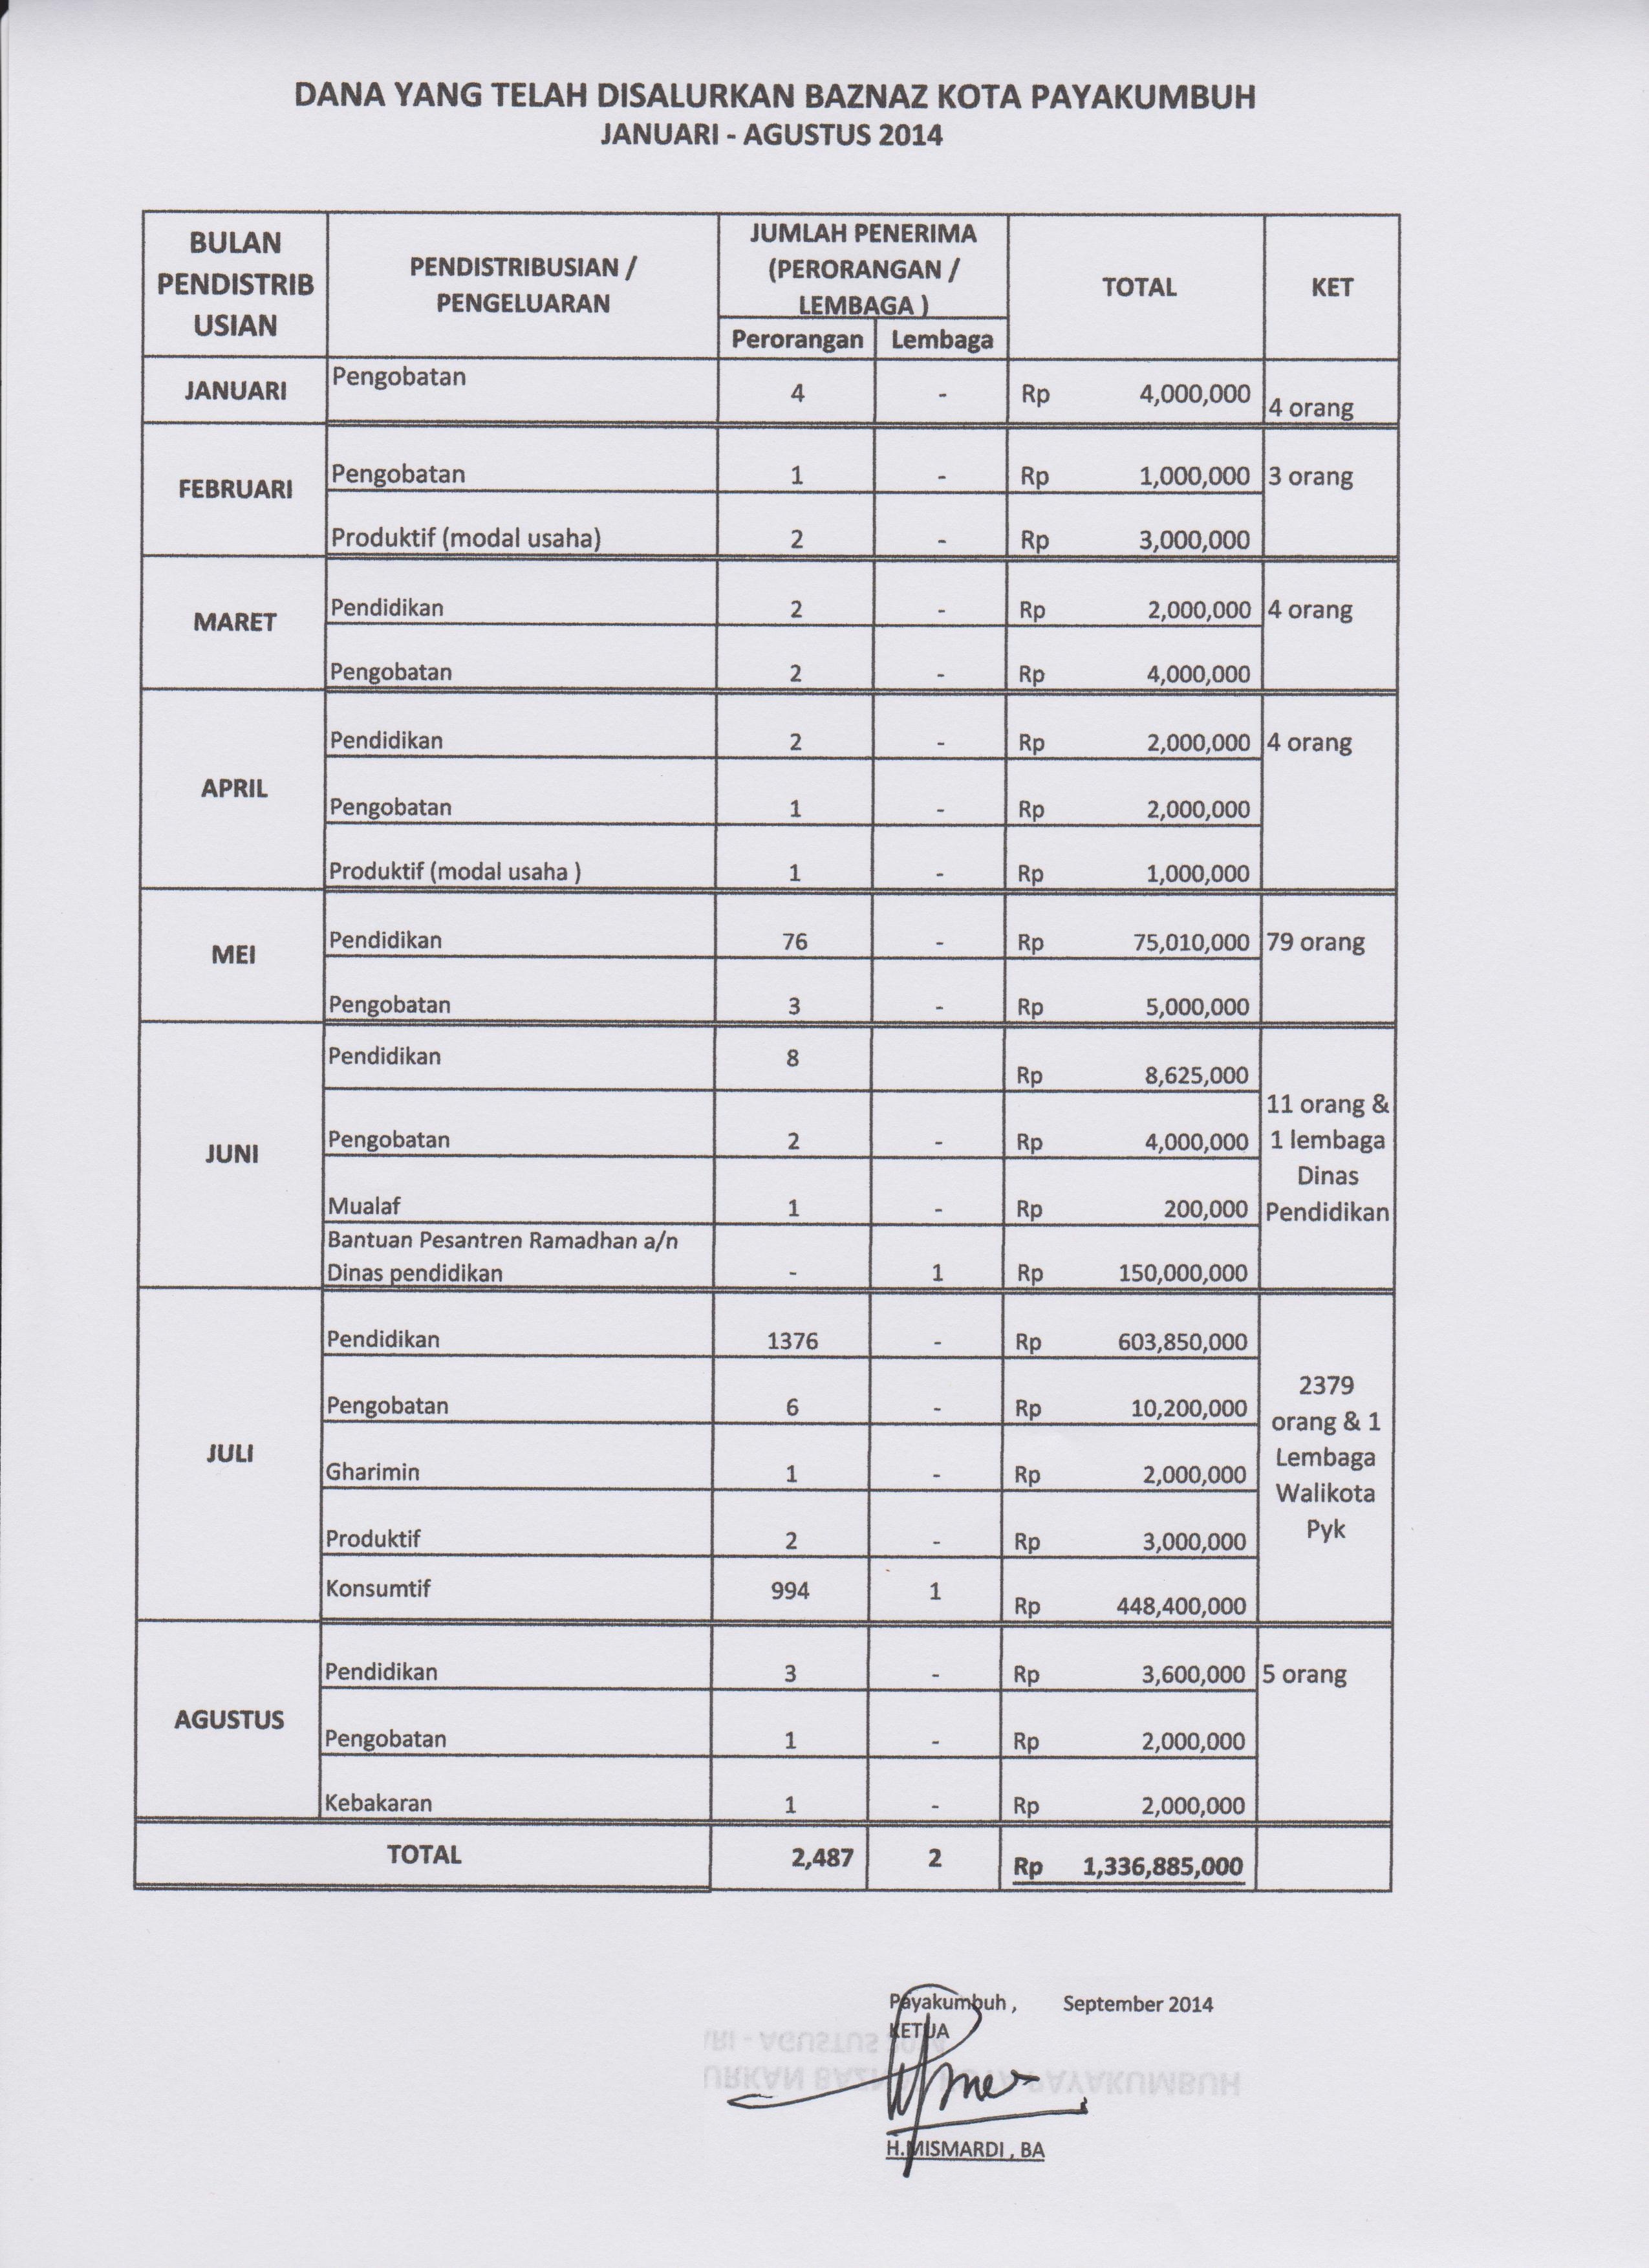 DANA YANG TELAH DISALURKAN BAZNAZ KOTA PAYAKUMBUH
JANUARI - AGUSTUS 2014
BULAN PENDISTRIB USIAN PENDISTRIBUSIAN / PENGELUARAN JUMLAH PENERIMA (PERORANGAN / LEMBAGA ) TOTAL KET
Perorangan Lembaga
JANUARI Pengobatan 4 - Rp 4,000,000 4 orang
FEBRUARI Pengobatan 1 - Rp 1,000,000 3 orang
Produktif (modal usaha) 2 - Rp 3,000,000
MARET Pendidikan 2 - Rp 2,000,000 4 orang
Pengobatan 2 - Rp 4,000,000
APRIL Pendidikan 2 - Rp 2,000,000 4 orang
Pengobatan 1 - Rp 2,000,000
Produktif (modal usaha ) 1 - Rp 1,000,000
MEI Pendidikan 76 - Rp 75,010,000 79 orang
Pengobatan 3 - Rp 5,000,000
JUNI Pendidikan 8 Rp 8,625,000 11 orang & 1 lembaga Dinas Pendidikan
Pengobatan 2 - Rp 4,000,000
Mualaf 1 - Rp 200,000
Bantuan Pesantren Ramadhan a/n
Dinas pendidikan - 1 Rp 150,000,000
JULI Pendidikan 1376 - Rp 603,850,000 2379 orang & 1 Lembaga Walikota Pyk
Pengobatan 6 - Rp 10,200,000
Gharimin 1 - Rp 2,000,000
Produktif 2 - Rp 3,000,000
Konsumtif 994 1 Rp 448,400,000
AGUSTUS Pendidikan 3 - Rp 3,600,000 5 orang
Pengobatan 1 - Rp 2,000,000
Kebakaran 1 - Rp 2,000,000
TOTAL 2,487 2 Rp 1,336,885,000
Payakumbuh , September 2014
KETUA
H.MISMARDI , BA